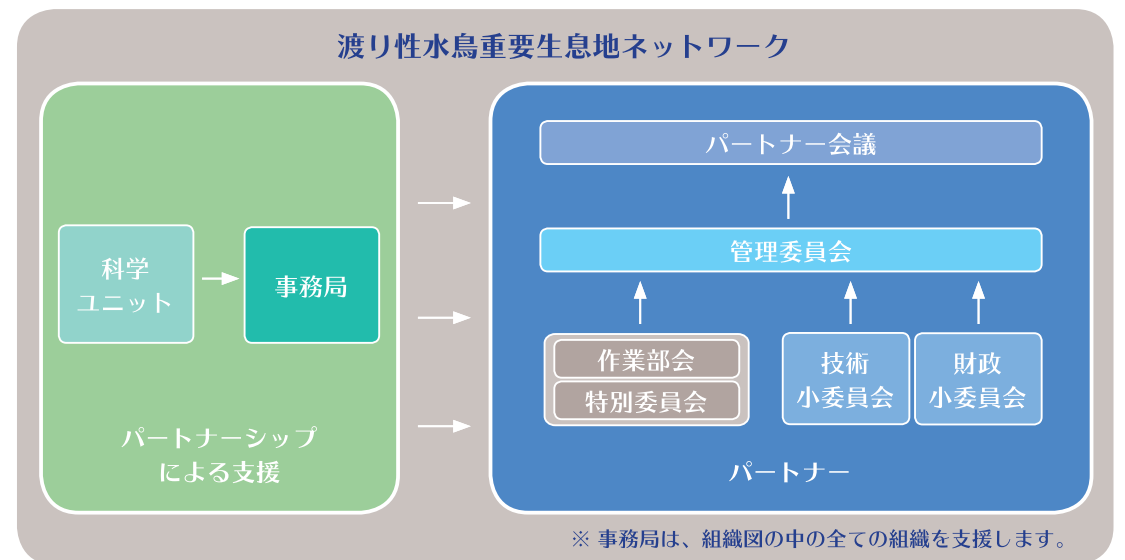 渡り性水鳥重要生息地ネットワーク
科学
ユニット
事務局
パートナーシップ
による支援
パートナー会議
管理委員会
作業部会
特別委員会
技術
小委員会
財政
小委員会
パートナー
※ 事務局は、組織図の中の全ての組織を支援します。